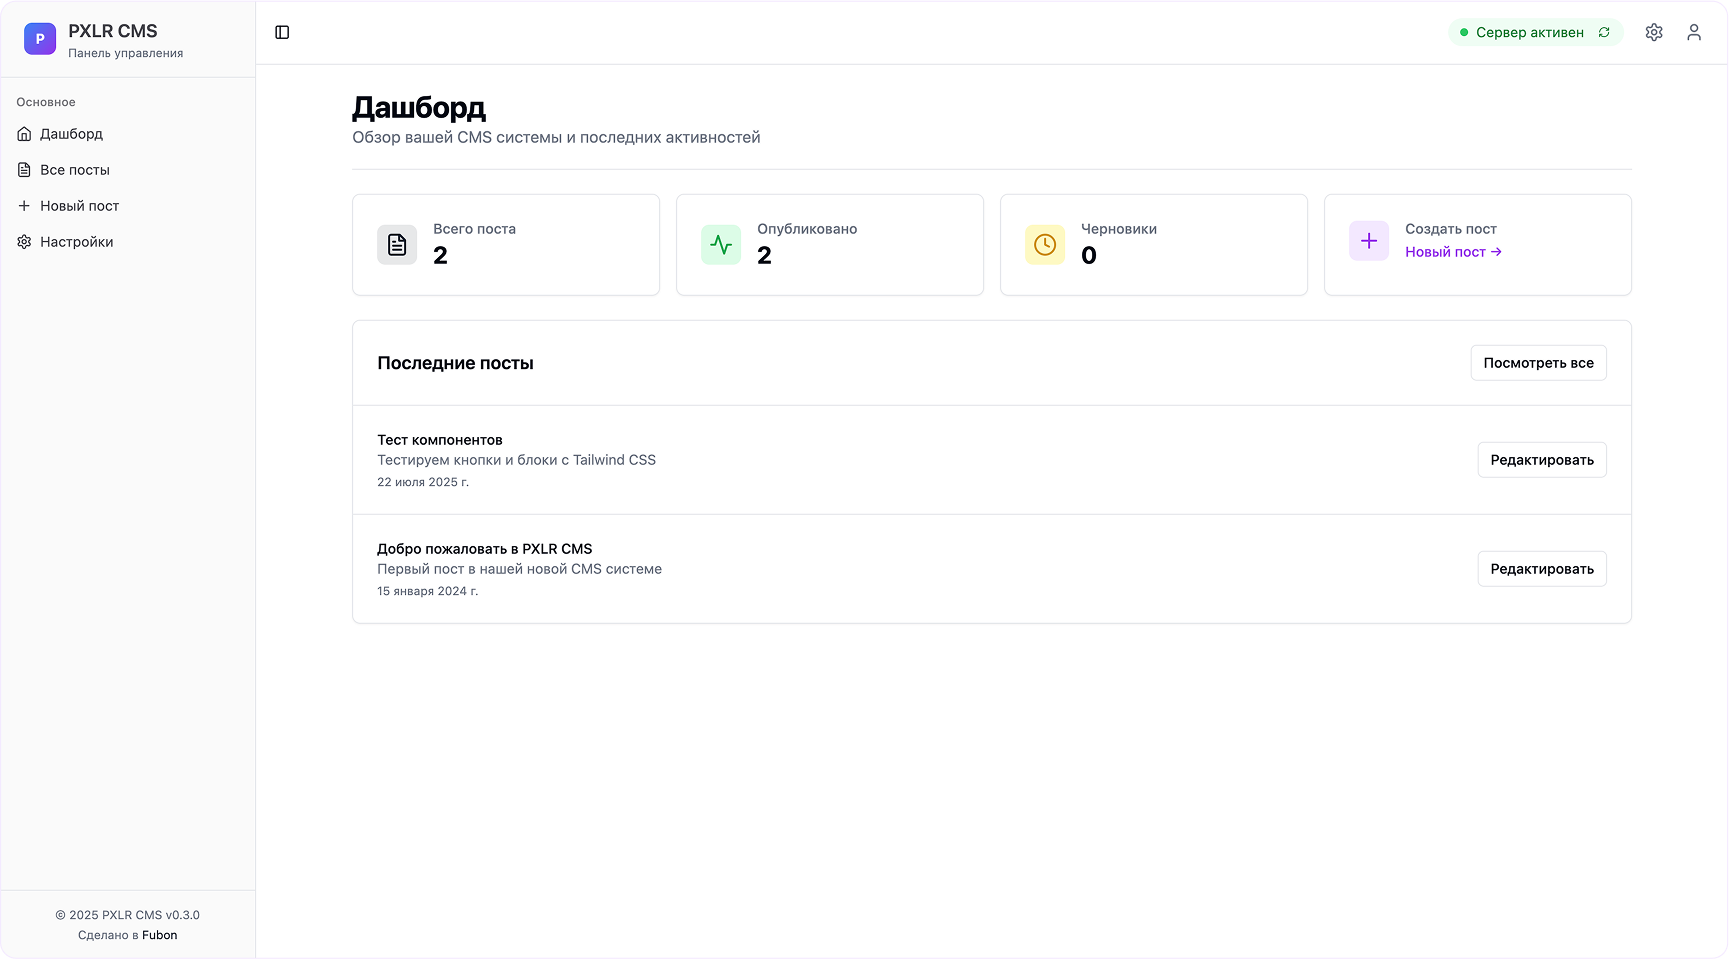 P
PXLR CMS
Панель управления
Основное
Дашборд
Все посты
Новый пост
Настройки
© 2025 PXLR CMS v0.3.0
Сделано в Fubon
Сервер активен
Дашборд
Обзор вашей CMS системы и последних активностей
Всего поста
2
Опубликовано
2
Черновики
0
Создать пост
Новый пост →
Последние посты
Посмотреть все
Тест компонентов
Тестируем кнопки и блоки с Tailwind CSS
22 июля 2025 г.
Редактировать
Добро пожаловать в PXLR CMS
Первый пост в нашей новой CMS системе
15 января 2024 г.
Редактировать